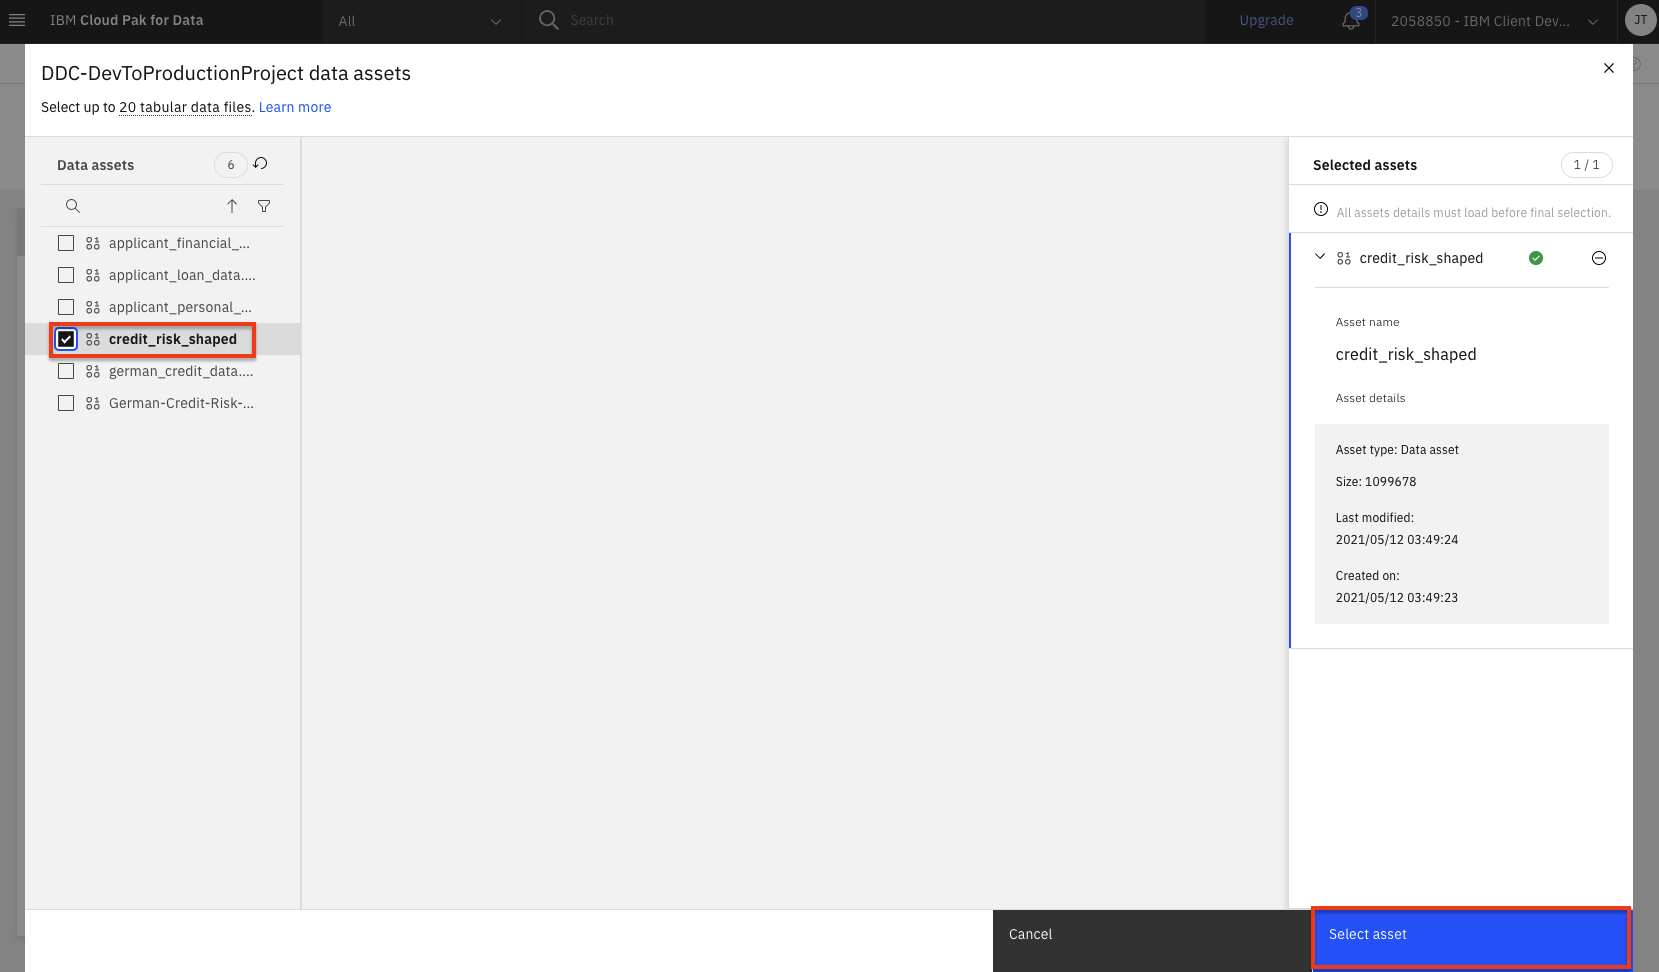 IBM Cloud Pak for Data
All
Search
Upgrade
3
2058850 - IBM Client Dev...
JT
DDC-DevToProductionProject data assets
Select up to 20 tabular data files. Learn more
Data assets
6
applicant_financial_...
applicant_loan_data....
applicant_personal_...
credit_risk_shaped
german_credit_data....
German-Credit-Risk-...
Selected assets
1 / 1
All assets details must load before final selection.
credit_risk_shaped
Asset name
credit_risk_shaped
Asset details
Asset type: Data asset
Size: 1099678
Last modified:
2021/05/12 03:49:24
Created on:
2021/05/12 03:49:23
Cancel
Select asset